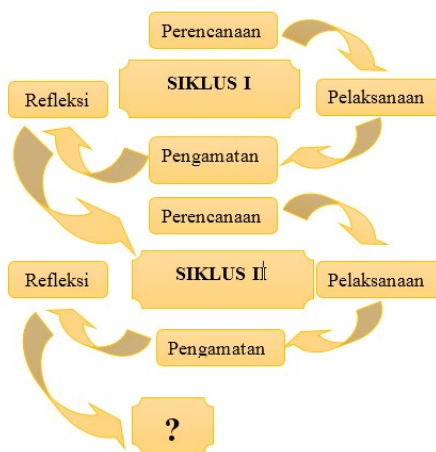 Perencanaan
SIKLUS I
Refleksi
Pelaksanaan
Pengamatan
Perencanaan
SIKLUS II
Refleksi
Pelaksanaan
Pengamatan
?